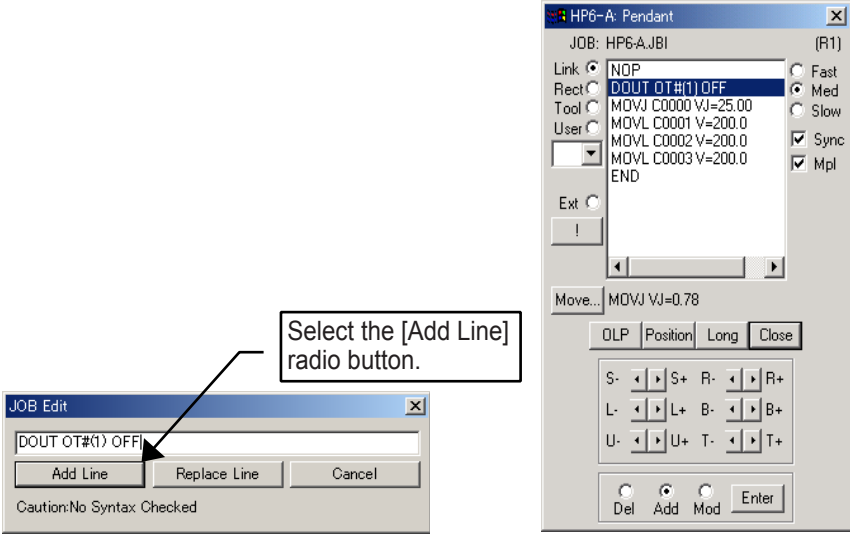 HP6-A: Pendant
JOB: HP6-A.JBI (R1)
Link
Rect
Tool
User
Ext
!
NOP
DOUT OT#(1) OFF
MOVJ C0000 VJ=25.00
MOVL C0001 V=200.0
MOVL C0002 V=200.0
MOVL C0003 V=200.0
END
Fast
Med
Slow
Sync
Mpl
Move... MOVJ VJ=0.78
OLP Position Long Close
S- S+ R- R+
L- L+ B- B+
U- U+ T- T+
Del Add Mod Enter
Select the [Add Line]
radio button.
JOB Edit
DOUT OT#(1) OFF
Add Line Replace Line Cancel
Caution:No Syntax Checked